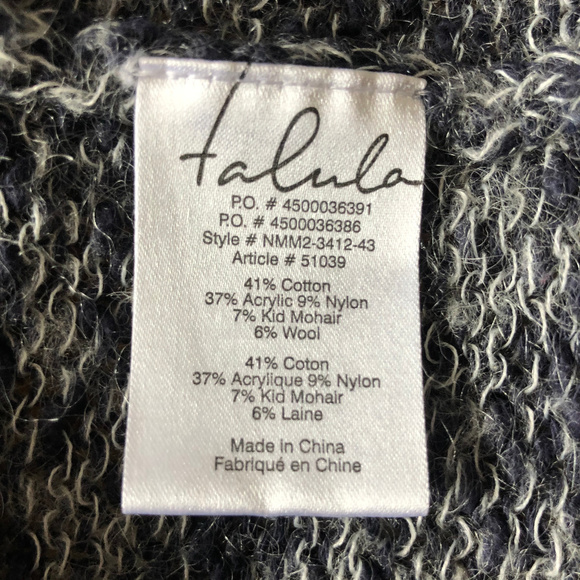 talula
P.O. # 4500036391
P.O. # 4500036386
Style # NMM2-3412-43
Article # 51039
41% Cotton
37% Acrylic 9% Nylon
7% Kid Mohair
6% Wool
41% Coton
37% Acrylique 9% Nylon
7% Kid Mohair
6% Laine
Made in China
Fabriqué en Chine